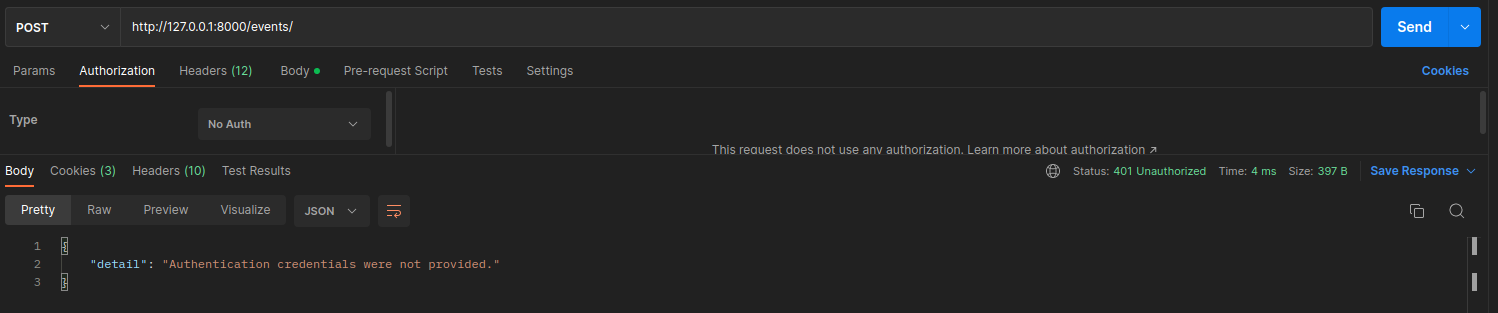 POST http://127.0.0.1:8000/events/ Send
Params Authorization Headers (12) Body Pre-request Script Tests Settings Cookies
Type No Auth
This request does not use any authorization. Learn more about authorization ↗
Body Cookies (3) Headers (10) Test Results Status: 401 Unauthorized Time: 4 ms Size: 397 B Save Response
Pretty Raw Preview Visualize JSON
1 {
2 "detail": "Authentication credentials were not provided."
3 }